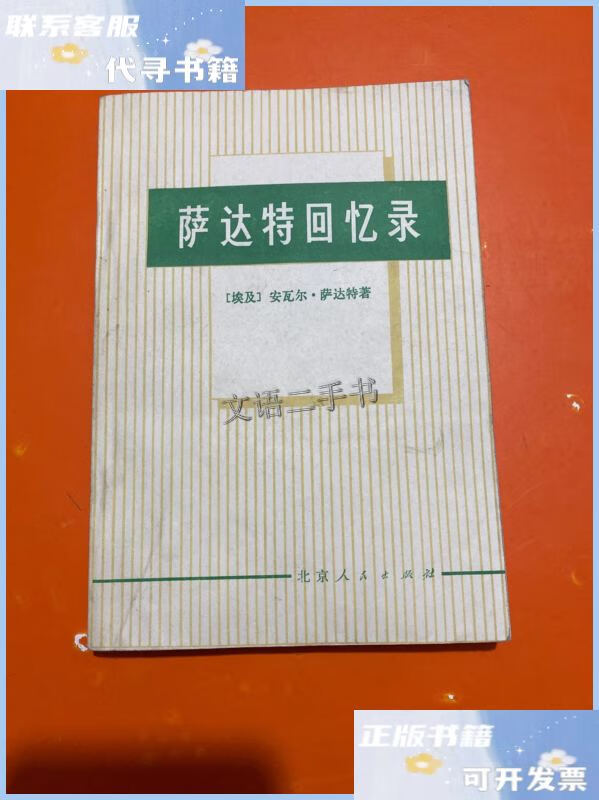 联系客服
代寻书籍
萨达特回忆录
〔埃及〕安瓦尔·萨达特著
文语二手书
北京人民出版社
正版书籍
可开发票